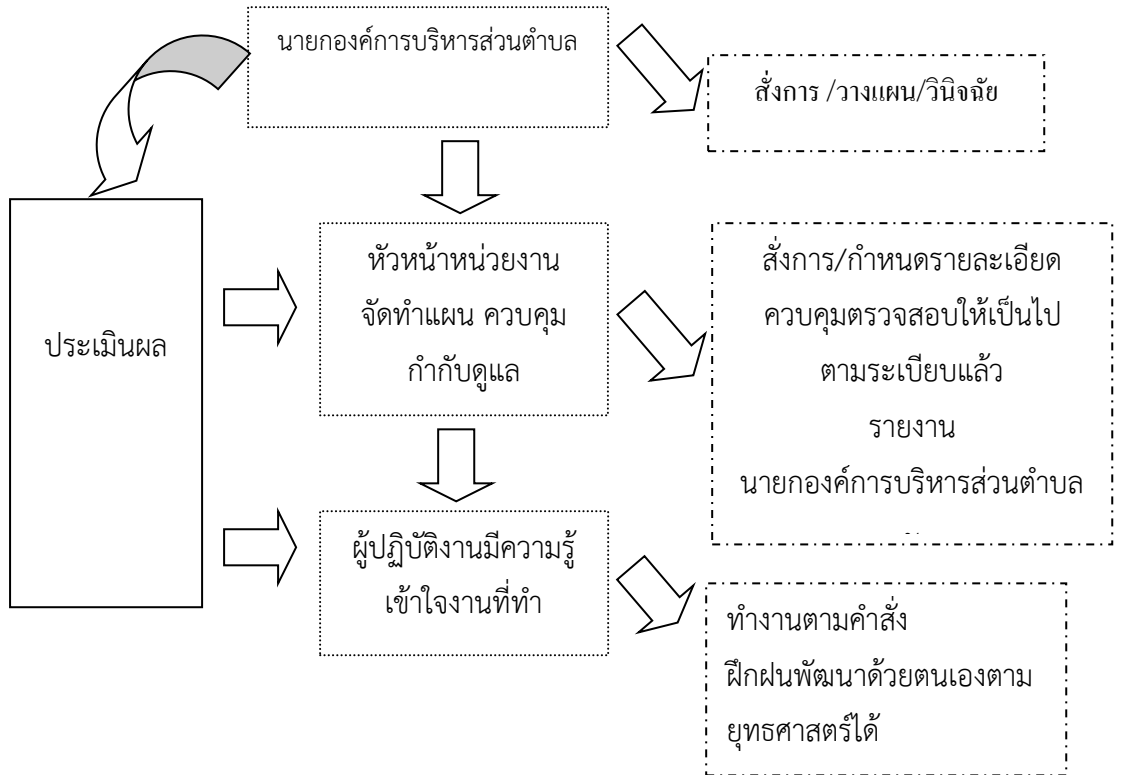 นายกองค์การบริหารส่วนตำบล
สั่งการ /วางแผน/วินิจฉัย
ประเมินผล
หัวหน้าหน่วยงาน
จัดทำแผน ควบคุม
กำกับดูแล
สั่งการ/กำหนดรายละเอียด
ควบคุมตรวจสอบให้เป็นไป
ตามระเบียบแล้ว
รายงาน
นายกองค์การบริหารส่วนตำบล
ผู้ปฏิบัติงานมีความรู้
เข้าใจงานที่ทำ
ทำงานตามคำสั่ง
ฝึกฝนพัฒนาด้วยตนเองตาม
ยุทธศาสตร์ได้